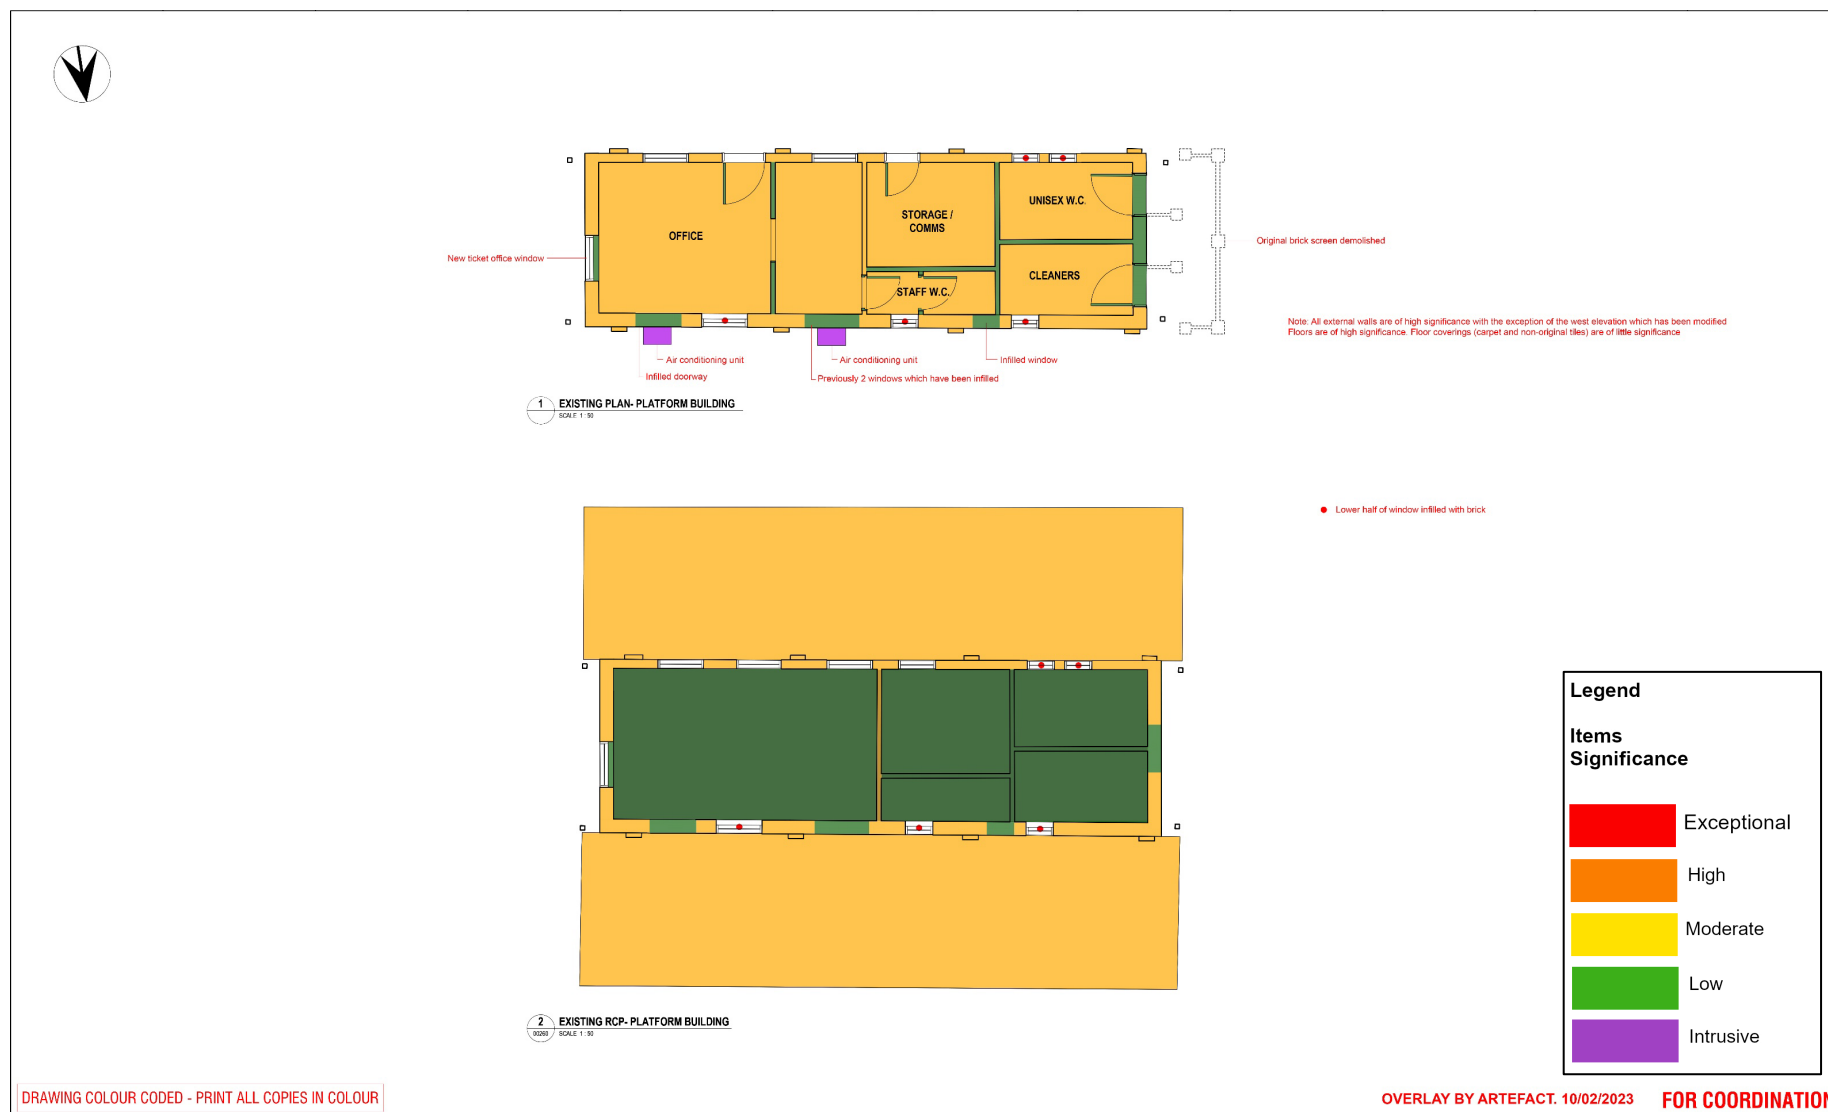 OFFICE
STORAGE /
COMMS
UNISEX W.C.
CLEANERS
STAFF W.C.
New ticket office window
Original brick screen demolished
Note: All external walls are of high significance with the exception of the west elevation which has been modified
Floors are of high significance. Floor coverings (carpet and non-original tiles) are of little significance
Air conditioning unit
Infilled doorway
Air conditioning unit
Previously 2 windows which have been infilled
Infilled window
1
EXISTING PLAN- PLATFORM BUILDING
SCALE 1 : 50
Lower half of window infilled with brick
2
00260
EXISTING RCP- PLATFORM BUILDING
SCALE 1 : 50
Legend
Items
Significance
Exceptional
High
Moderate
Low
Intrusive
DRAWING COLOUR CODED - PRINT ALL COPIES IN COLOUR
OVERLAY BY ARTEFACT. 10/02/2023
FOR COORDINATION